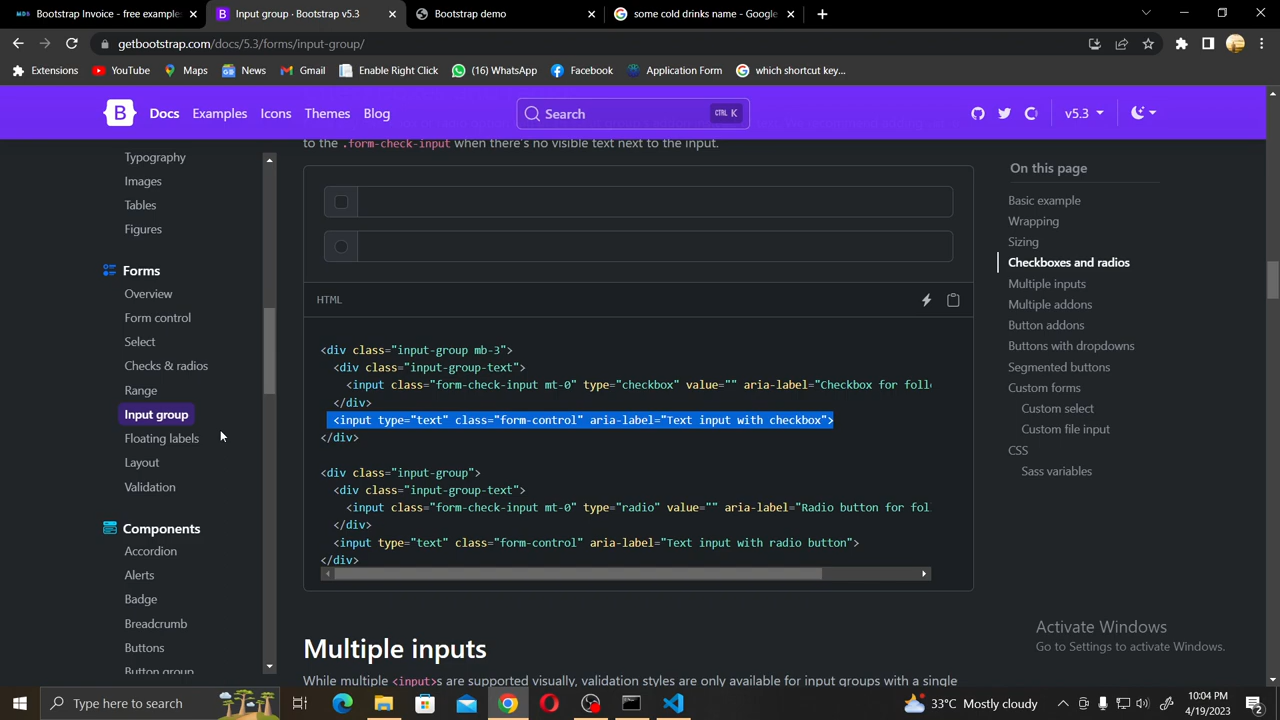 Bootstrap Invoice - free examples
Input group · Bootstrap v5.3
Bootstrap demo
some cold drinks name - Google
getbootstrap.com/docs/5.3/forms/input-group/
Extensions
YouTube
Maps
News
Gmail
Enable Right Click
(16) WhatsApp
Facebook
Application Form
which shortcut key...
B
Docs
Examples
Icons
Themes
Blog
Search
CTRL K
v5.3
Typography
Images
Tables
Figures
Forms
Overview
Form control
Select
Checks & radios
Range
Input group
Floating labels
Layout
Validation
Components
Accordion
Alerts
Badge
Breadcrumb
Buttons
Button group
to the .form-check-input when there's no visible text next to the input.
HTML
<div class="input-group mb-3">
<div class="input-group-text">
<input class="form-check-input mt-0" type="checkbox" value="" aria-label="Checkbox for follo
</div>
<input type="text" class="form-control" aria-label="Text input with checkbox">
</div>
<div class="input-group">
<div class="input-group-text">
<input class="form-check-input mt-0" type="radio" value="" aria-label="Radio button for fol
</div>
<input type="text" class="form-control" aria-label="Text input with radio button">
</div>
Multiple inputs
While multiple <input>s are supported visually, validation styles are only available for input groups with a single
On this page
Basic example
Wrapping
Sizing
Checkboxes and radios
Multiple inputs
Multiple addons
Button addons
Buttons with dropdowns
Segmented buttons
Custom forms
Custom select
Custom file input
CSS
Sass variables
Activate Windows
Go to Settings to activate Windows.
Type here to search
33°C Mostly cloudy
10:04 PM
4/19/2023
2